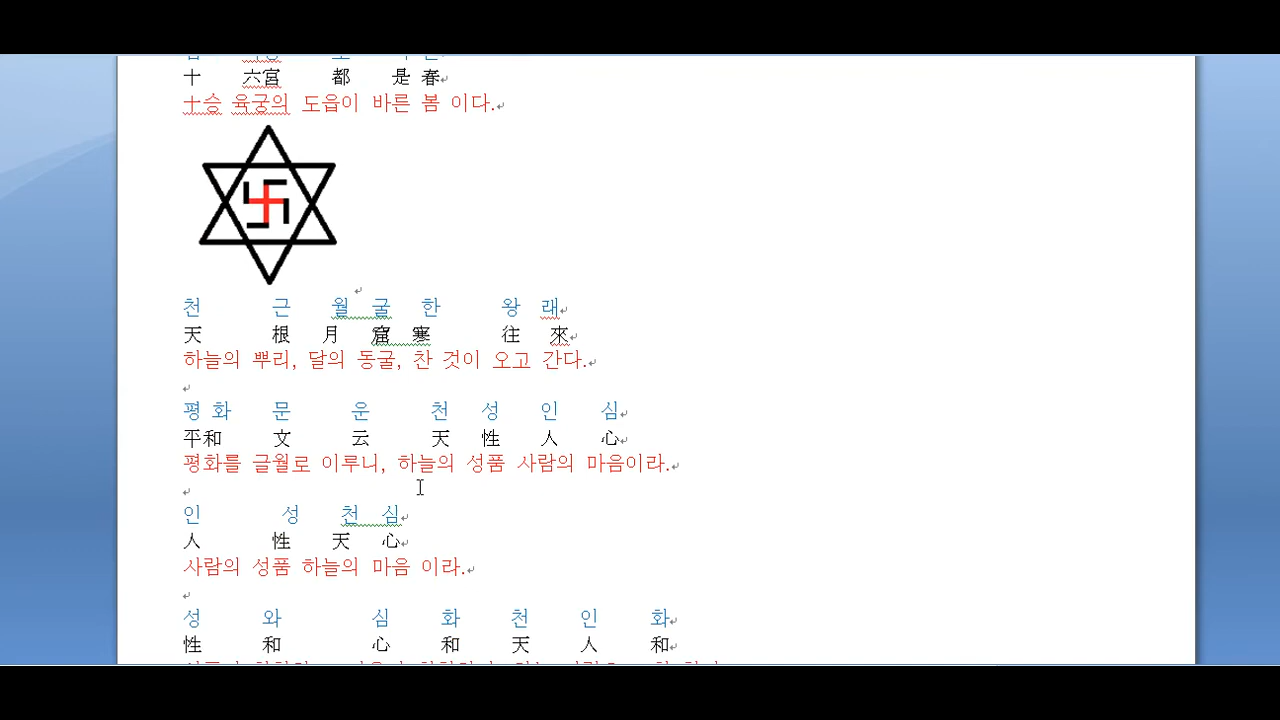 十 六宮 都 是 春
十승 육궁의 도읍이 바른 봄 이다.
천 근 월 굴 한 왕 래
天 根 月 窟 寒 往 來
하늘의 뿌리, 달의 동굴, 찬 것이 오고 간다.
평 화 문 운 천 성 인 심
平和 文 云 天 性 人 心
평화를 글월로 이루니, 하늘의 성품 사람의 마음이라.
인 성 천 심
人 性 天 心
사람의 성품 하늘의 마음 이라.
성 와 심 화 천 인 화
性 和 心 和 天 人 和